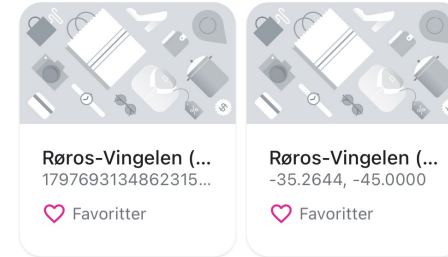 Røros-Vingelen (...
1797693134862315...
Favoritter
Røros-Vingelen (...
-35.2644, -45.0000
Favoritter